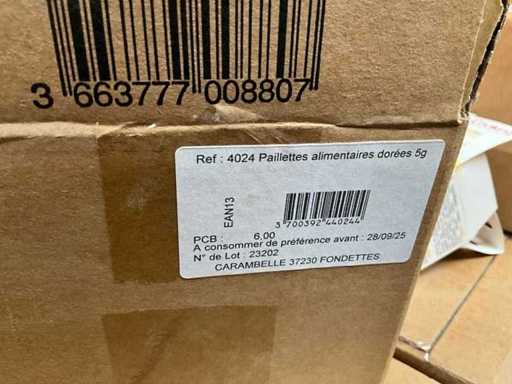 3 663777 008807
Ref : 4024 Paillettes alimentaires dorées 5g
EAN13
3 700392 440244
PCB : 6,00
A consommer de préférence avant : 28/09/25
N° de Lot : 23202
CARAMBELLE 37230 FONDETTES